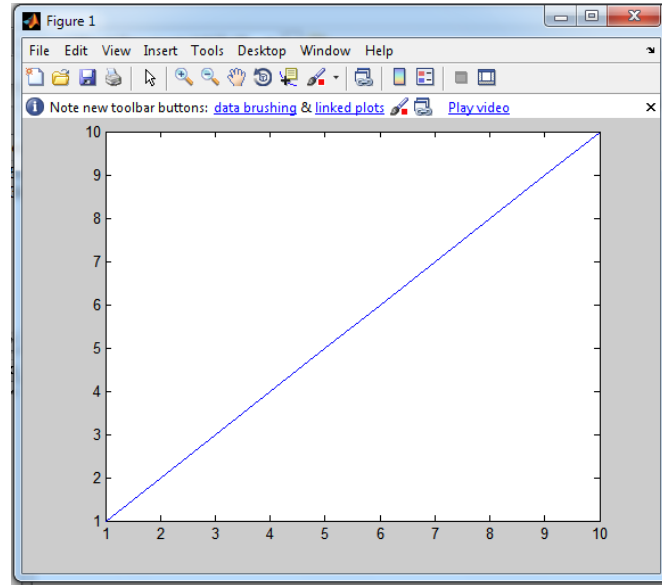 Figure 1
File Edit View Insert Tools Desktop Window Help
Note new toolbar buttons: data brushing & linked plots Play video
10
9
8
7
6
5
4
3
2
1
1 2 3 4 5 6 7 8 9 10